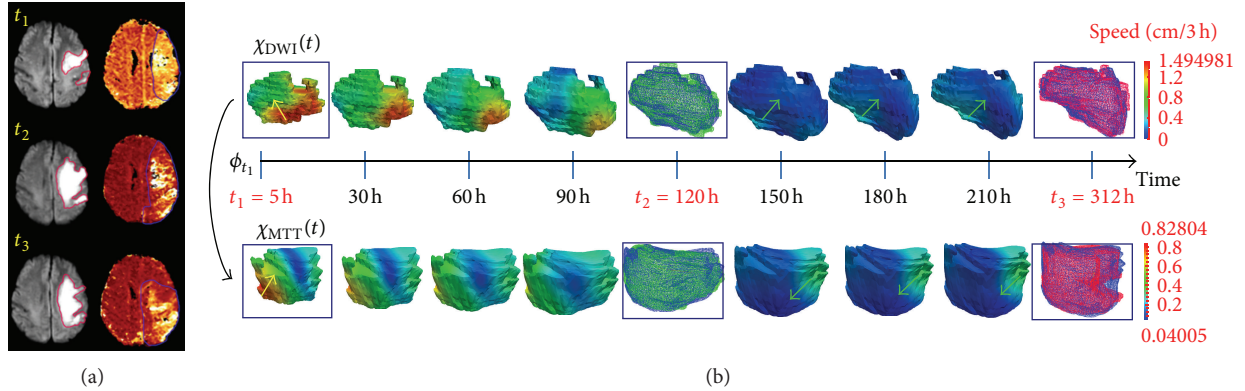 t1
t2
t3
(a)
χDWI(t)
Speed (cm/3 h)
1.494981
1.2
0.8
0.4
0
ϕt1
Time
t1 = 5 h
30 h
60 h
90 h
t2 = 120 h
150 h
180 h
210 h
t3 = 312 h
χMTT(t)
0.82804
0.8
0.6
0.4
0.2
0.04005
(b)